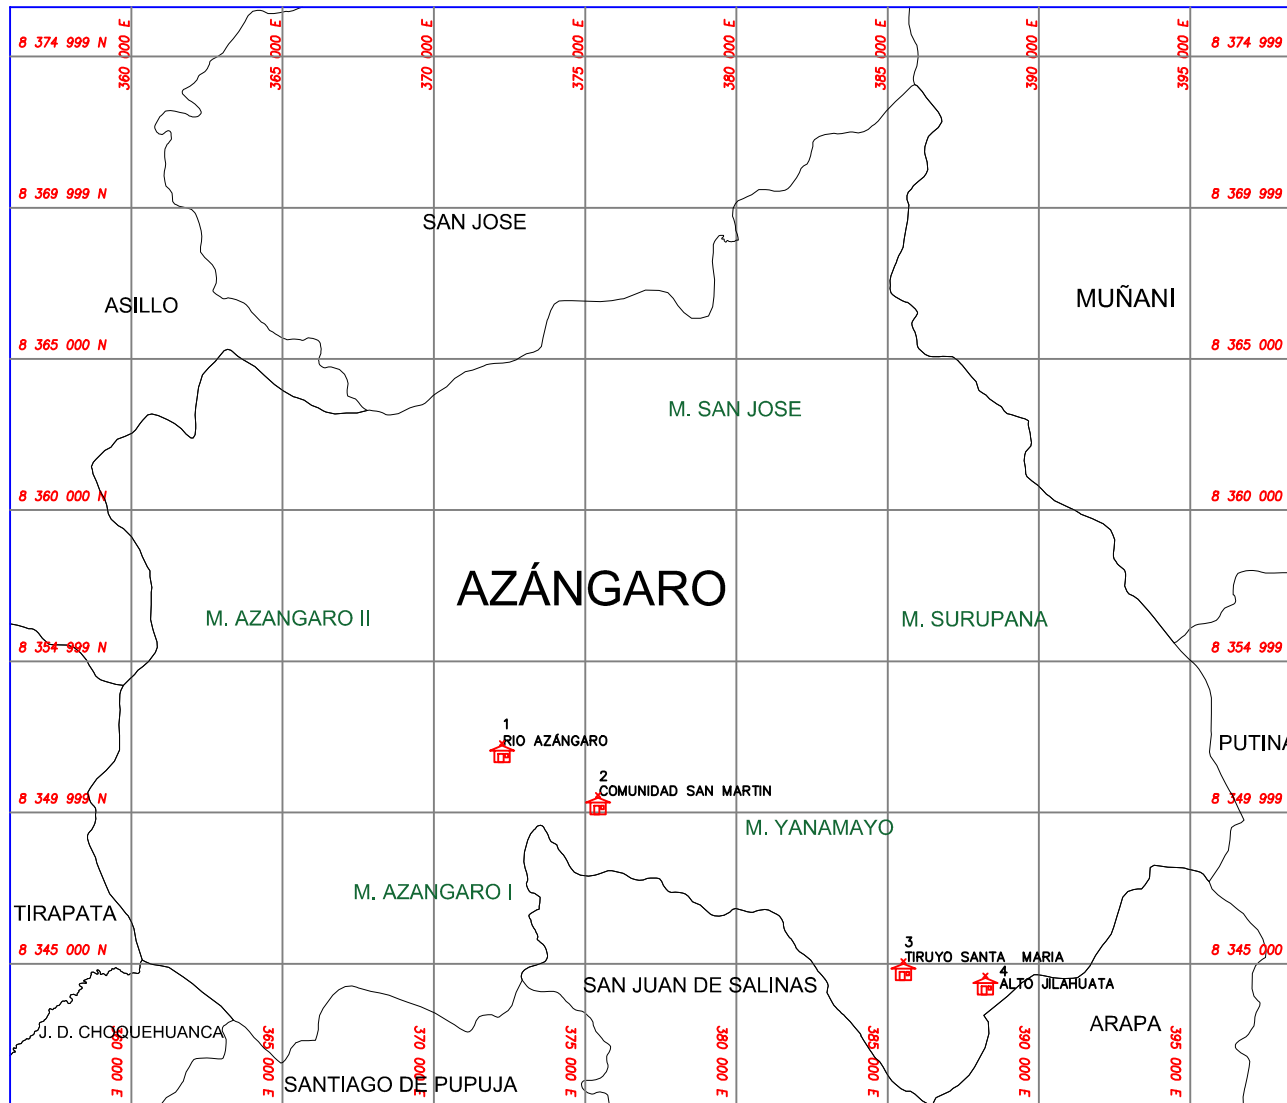 360 000 E
365 000 E
370 000 E
375 000 E
380 000 E
385 000 E
390 000 E
395 000 E
8 374 999 N
8 374 999
8 369 999 N
8 369 999
SAN JOSE
ASILLO
MUÑANI
8 365 000 N
8 365 000
M. SAN JOSE
8 360 000 N
8 360 000
AZÁNGARO
M. AZANGARO II
M. SURUPANA
8 354 999 N
8 354 999
1
RIO AZÁNGARO
PUTINA
2
COMUNIDAD SAN MARTIN
8 349 999 N
8 349 999
M. YANAMAYO
M. AZANGARO I
TIRAPATA
8 345 000 N
8 345 000
3
TIRUYO SANTA MARIA
4
ALTO JILAHUATA
SAN JUAN DE SALINAS
ARAPA
J. D. CHOQUEHUANCA
SANTIAGO DE PUPUJA
360 000 E
365 000 E
370 000 E
375 000 E
380 000 E
385 000 E
390 000 E
395 000 E